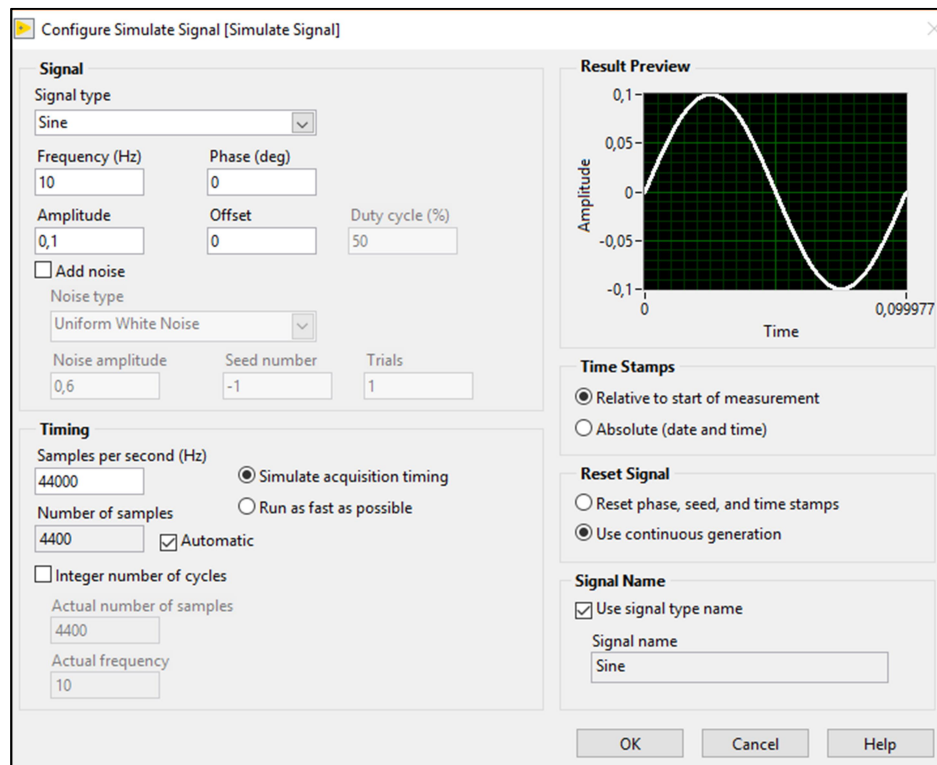 Configure Simulate Signal [Simulate Signal]
Signal
Signal type
Sine
Frequency (Hz) Phase (deg)
10 0
Amplitude Offset Duty cycle (%)
0,1 0 50
Add noise
Noise type
Uniform White Noise
Noise amplitude Seed number Trials
0,6 -1 1
Timing
Samples per second (Hz)
44000
Simulate acquisition timing
Run as fast as possible
Number of samples
4400 Automatic
Integer number of cycles
Actual number of samples
4400
Actual frequency
10
Result Preview
0,1
0,05
0
-0,05
-0,1
Amplitude
0 0,099977
Time
Time Stamps
Relative to start of measurement
Absolute (date and time)
Reset Signal
Reset phase, seed, and time stamps
Use continuous generation
Signal Name
Use signal type name
Signal name
Sine
OK Cancel Help